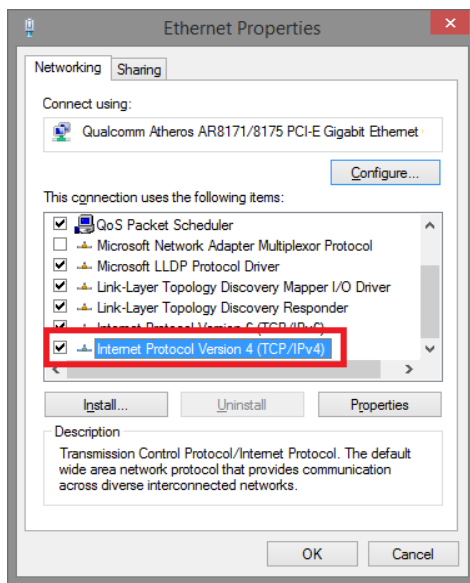 Ethernet Properties
Networking
Sharing
Connect using:
Qualcomm Atheros AR8171/8175 PCI-E Gigabit Ethernet
Configure...
This connection uses the following items:
QoS Packet Scheduler
Microsoft Network Adapter Multiplexor Protocol
Microsoft LLDP Protocol Driver
Link-Layer Topology Discovery Mapper I/O Driver
Link-Layer Topology Discovery Responder
Internet Protocol Version 6 (TCP/IPv6)
Internet Protocol Version 4 (TCP/IPv4)
Install...
Uninstall
Properties
Description
Transmission Control Protocol/Internet Protocol. The default
wide area network protocol that provides communication
across diverse interconnected networks.
OK
Cancel